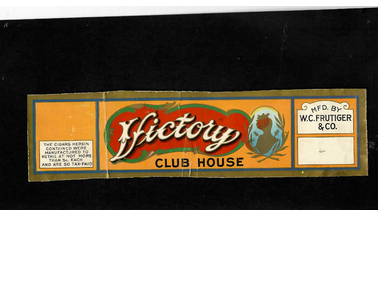 THE CIGARS HEREIN
CONTAINED WERE
MANUFACTURED TO
RETAIL AT NOT MORE
THAN 5c EACH
AND ARE SO TAX-PAID
Victory
CLUB HOUSE
MFD. BY
W.C. FRUTIGER
& CO.